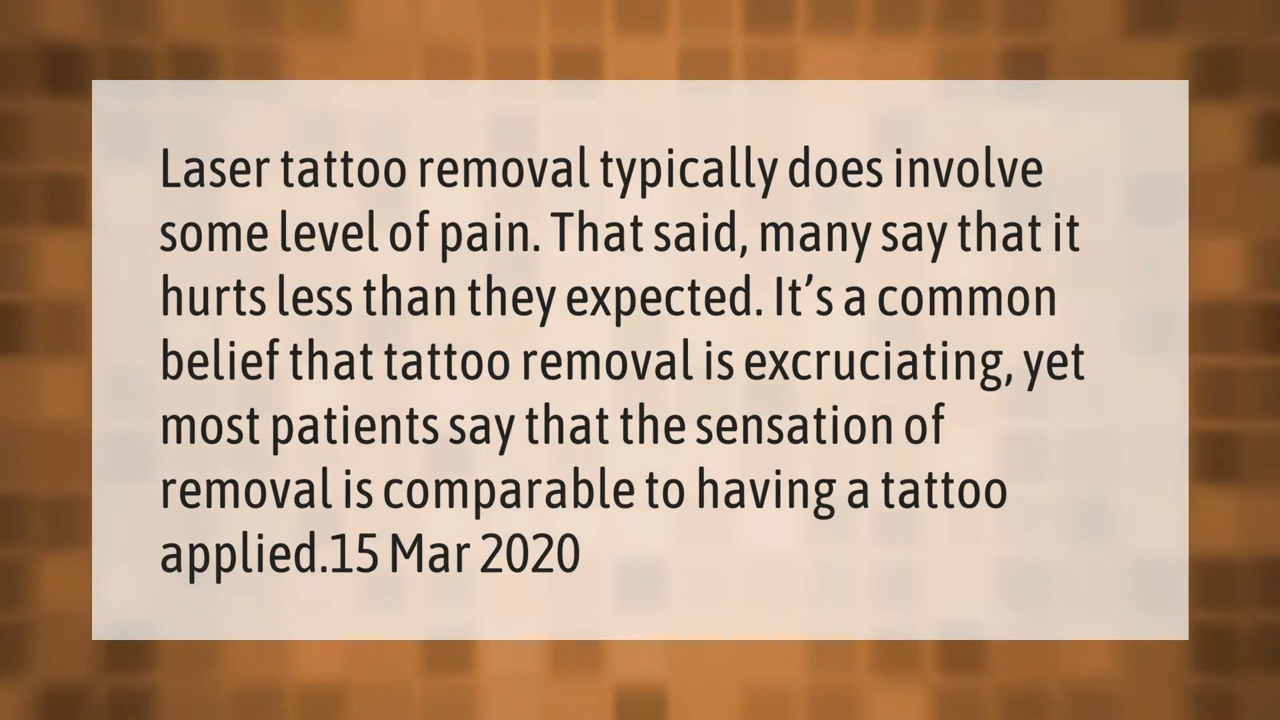 Laser tattoo removal typically does involve
some level of pain. That said, many say that it
hurts less than they expected. It’s a common
belief that tattoo removal is excruciating, yet
most patients say that the sensation of
removal is comparable to having a tattoo
applied.15 Mar 2020